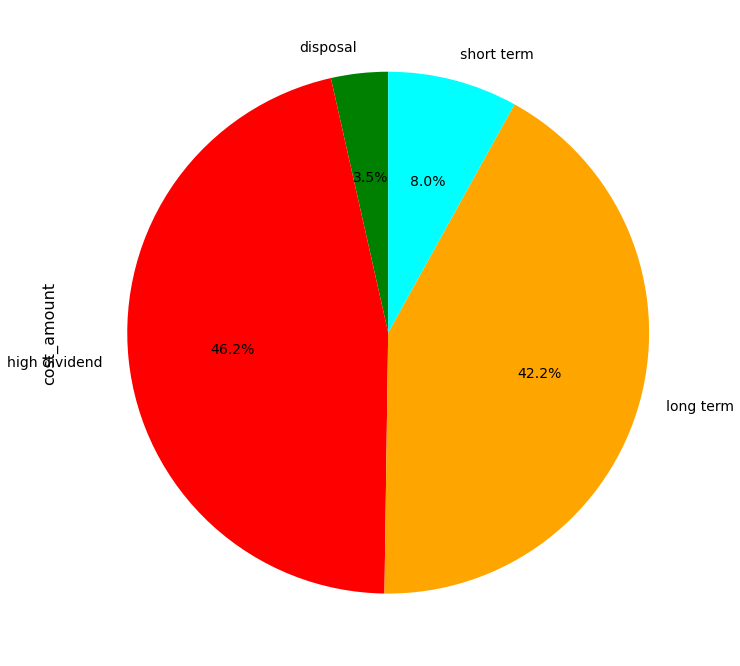 disposal
short term
3.5%
8.0%
cost_amount
46.2%
high dividend
42.2%
long term